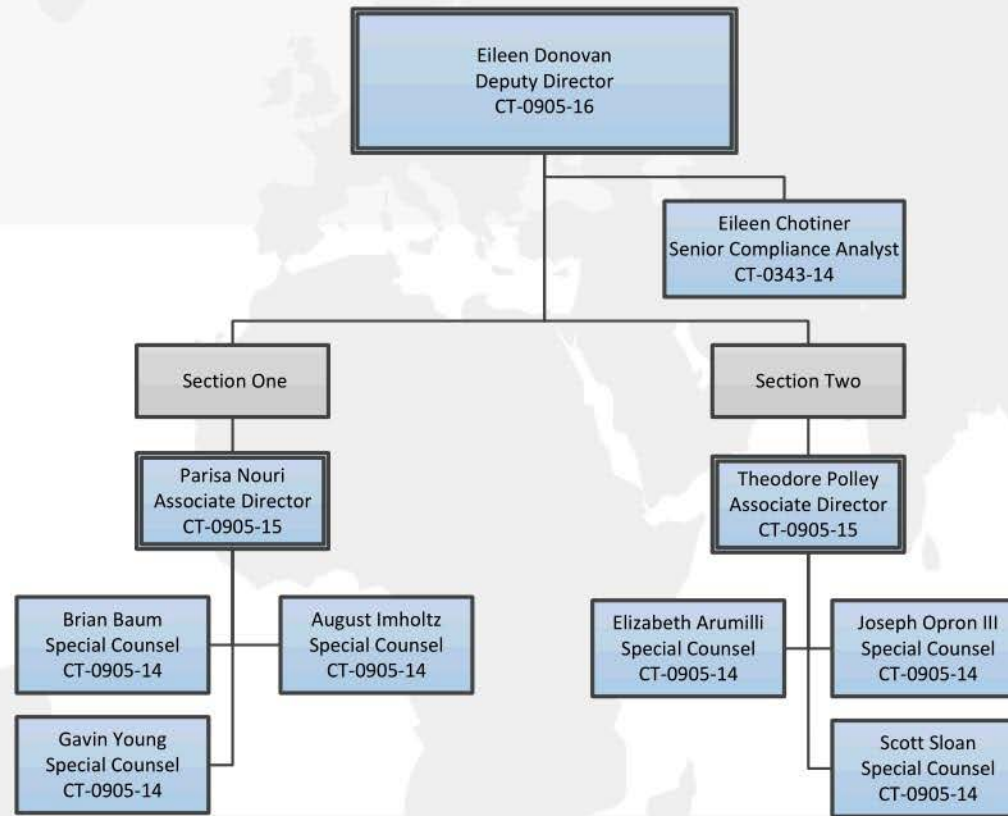 Eileen Donovan
Deputy Director
CT-0905-16
Eileen Chotiner
Senior Compliance Analyst
CT-0343-14
Section One
Section Two
Parisa Nouri
Associate Director
CT-0905-15
Theodore Polley
Associate Director
CT-0905-15
Brian Baum
Special Counsel
CT-0905-14
August Imholtz
Special Counsel
CT-0905-14
Elizabeth Arumilli
Special Counsel
CT-0905-14
Joseph Opron III
Special Counsel
CT-0905-14
Gavin Young
Special Counsel
CT-0905-14
Scott Sloan
Special Counsel
CT-0905-14